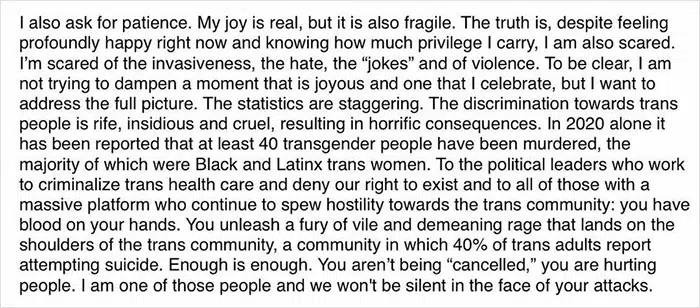 I also ask for patience. My joy is real, but it is also fragile. The truth is, despite feeling
profoundly happy right now and knowing how much privilege I carry, I am also scared.
I’m scared of the invasiveness, the hate, the “jokes” and of violence. To be clear, I am
not trying to dampen a moment that is joyous and one that I celebrate, but I want to
address the full picture. The statistics are staggering. The discrimination towards trans
people is rife, insidious and cruel, resulting in horrific consequences. In 2020 alone it
has been reported that at least 40 transgender people have been murdered, the
majority of which were Black and Latinx trans women. To the political leaders who work
to criminalize trans health care and deny our right to exist and to all of those with a
massive platform who continue to spew hostility towards the trans community: you have
blood on your hands. You unleash a fury of vile and demeaning rage that lands on the
shoulders of the trans community, a community in which 40% of trans adults report
attempting suicide. Enough is enough. You aren’t being “cancelled,” you are hurting
people. I am one of those people and we won't be silent in the face of your attacks.